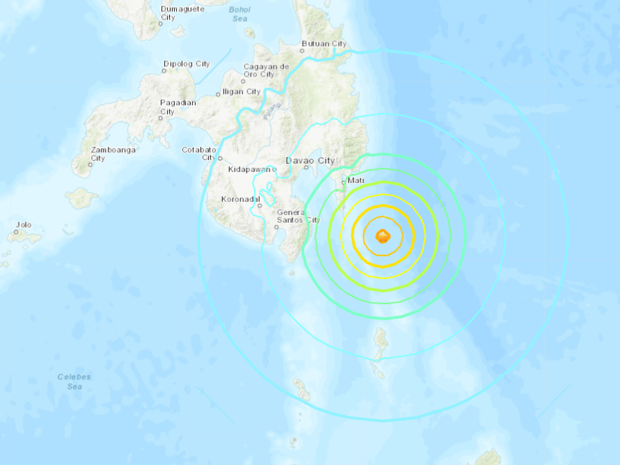 Dumaguete
City
Bohol
Sea
Butuan City
Dipolog City
Cagayan de
Oro City
Iligan City
Pagadian
City
Cotabato
City
Zamboanga
City
Kidapawan
Davao City
Mati
Koronadal
General
Santos City
Jolo
Celebes
Sea